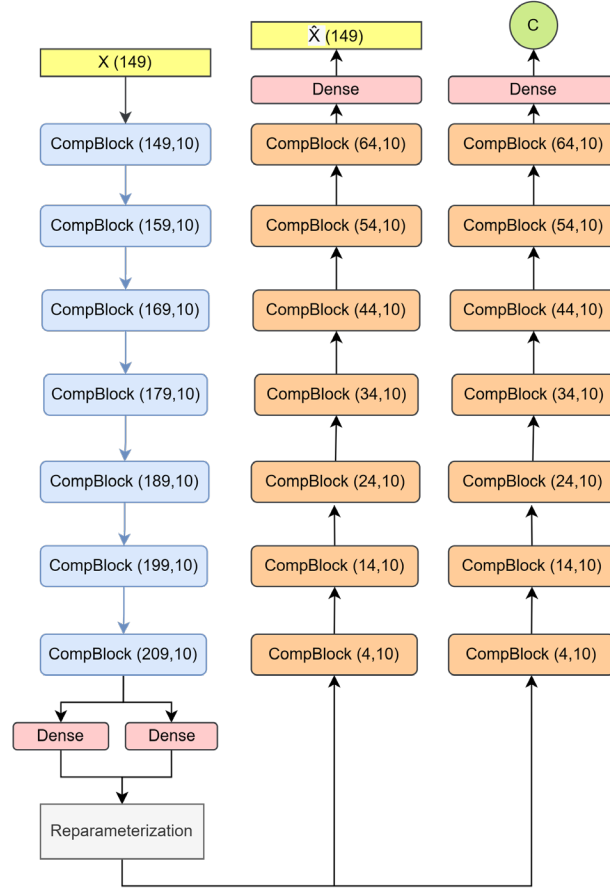 X (149)
CompBlock (149,10)
CompBlock (159,10)
CompBlock (169,10)
CompBlock (179,10)
CompBlock (189,10)
CompBlock (199,10)
CompBlock (209,10)
Dense
Dense
Reparameterization
X̂ (149)
Dense
CompBlock (64,10)
CompBlock (54,10)
CompBlock (44,10)
CompBlock (34,10)
CompBlock (24,10)
CompBlock (14,10)
CompBlock (4,10)
C
Dense
CompBlock (64,10)
CompBlock (54,10)
CompBlock (44,10)
CompBlock (34,10)
CompBlock (24,10)
CompBlock (14,10)
CompBlock (4,10)